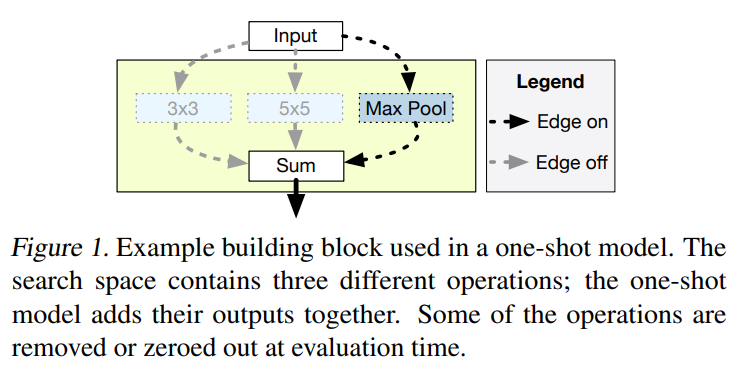 Input
3x3
5x5
Max Pool
Sum
Legend
Edge on
Edge off
Figure 1. Example building block used in a one-shot model. The
search space contains three different operations; the one-shot
model adds their outputs together. Some of the operations are
removed or zeroed out at evaluation time.